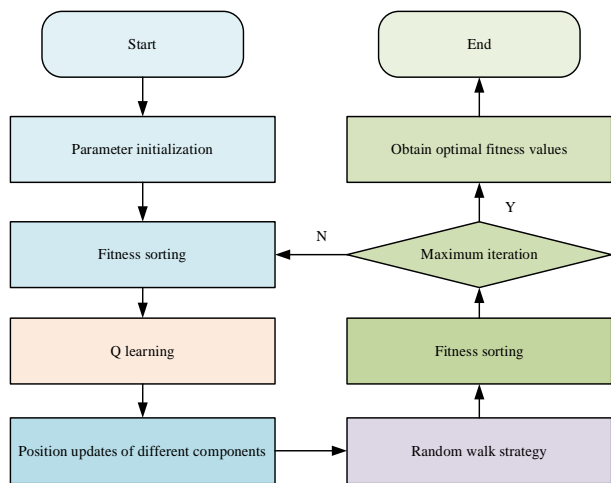 Start
Parameter initialization
Fitness sorting
Q learning
Position updates of different components
Random walk strategy
Fitness sorting
Maximum iteration
N
Y
Obtain optimal fitness values
End